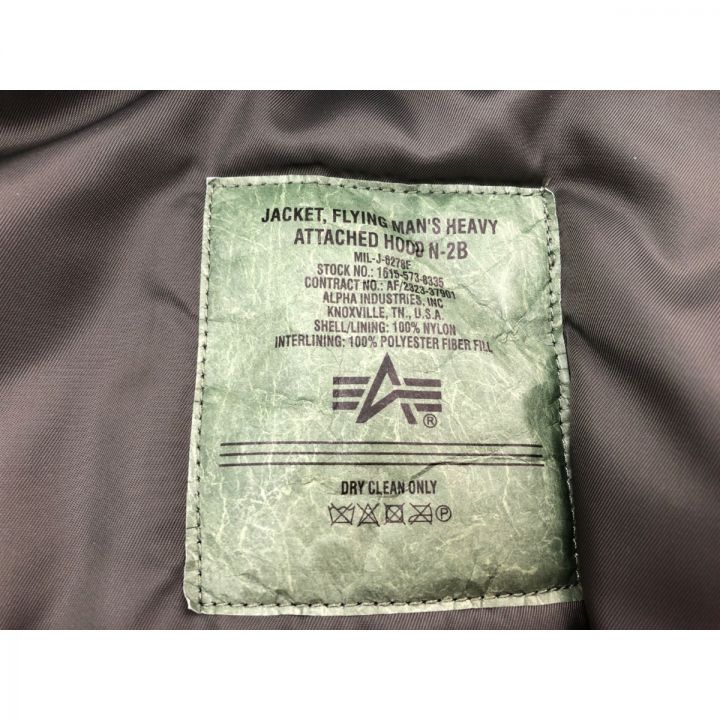 JACKET, FLYING MAN'S HEAVY
ATTACHED HOOD N-2B
MIL-J-6278F
STOCK NO.: 1615-573-8335
CONTRACT NO.: AF/2323-37901
ALPHA INDUSTRIES, INC
KNOXVILLE, TN., U.S.A.
SHELL/LINING: 100% NYLON
INTERLINING: 100% POLYESTER FIBER FILL
®
DRY CLEAN ONLY
P